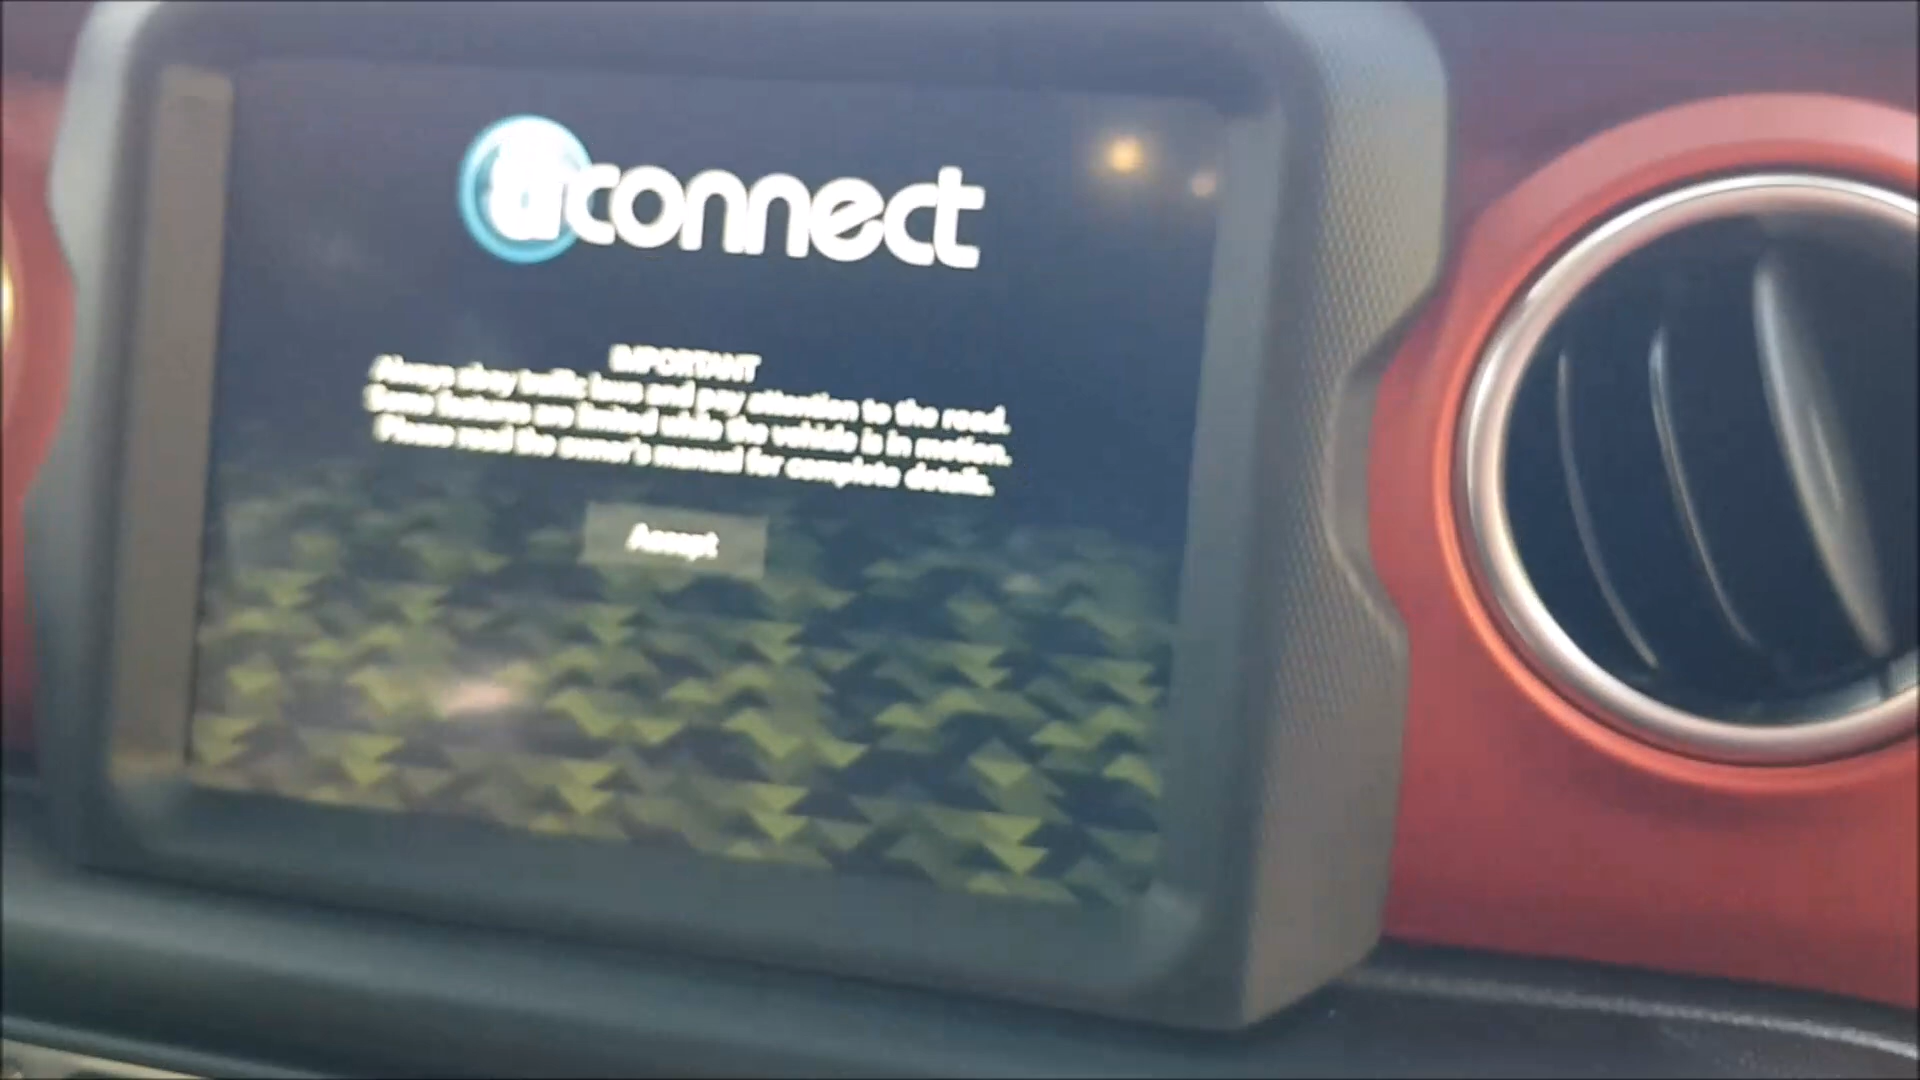 uconnect
IMPORTANT
Always obey traffic laws and pay attention to the road.
Some features are limited while the vehicle is in motion.
Please read the owner's manual for complete details.
Accept